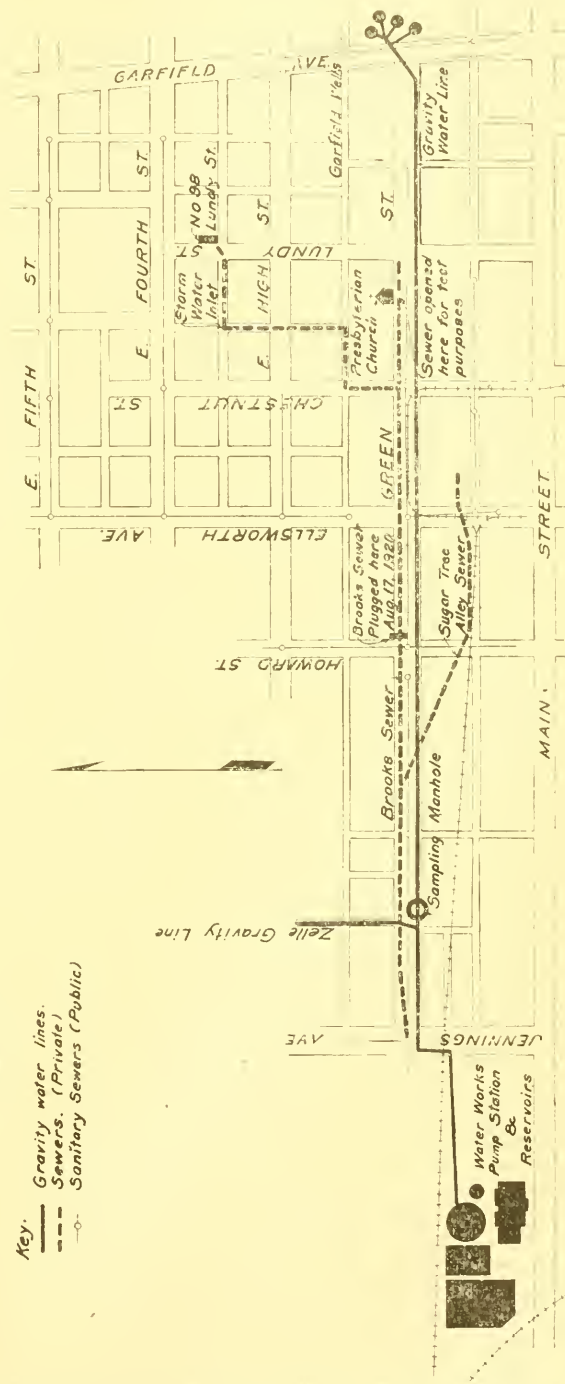 Key.
Gravity water lines.
Sewers. (Private)
Sanitary Sewers (Public)
E. FIFTH ST.
E. FOURTH ST.
E. HIGH ST.
GREEN ST.
MAIN. STREET
GARFIELD AVE.
LUNDY ST.
CHESTNUT ST.
ELLSWORTH AVE.
HOWARD ST.
JENNINGS AVE
NO 88
Lundy St.
Storm
Water
Inlet
Garfield Wells
Presbyterian
Church
Gravity
Water Line
Sewer opened
here for test
purposes
Brooks Sewer
Plugged here
Aug. 17, 1920
Sugar Tree
Alley Sewer
Brooks Sewer
Sampling Manhole
Zelle Gravity Line
Water Works
Pump Station
&
Reservoirs